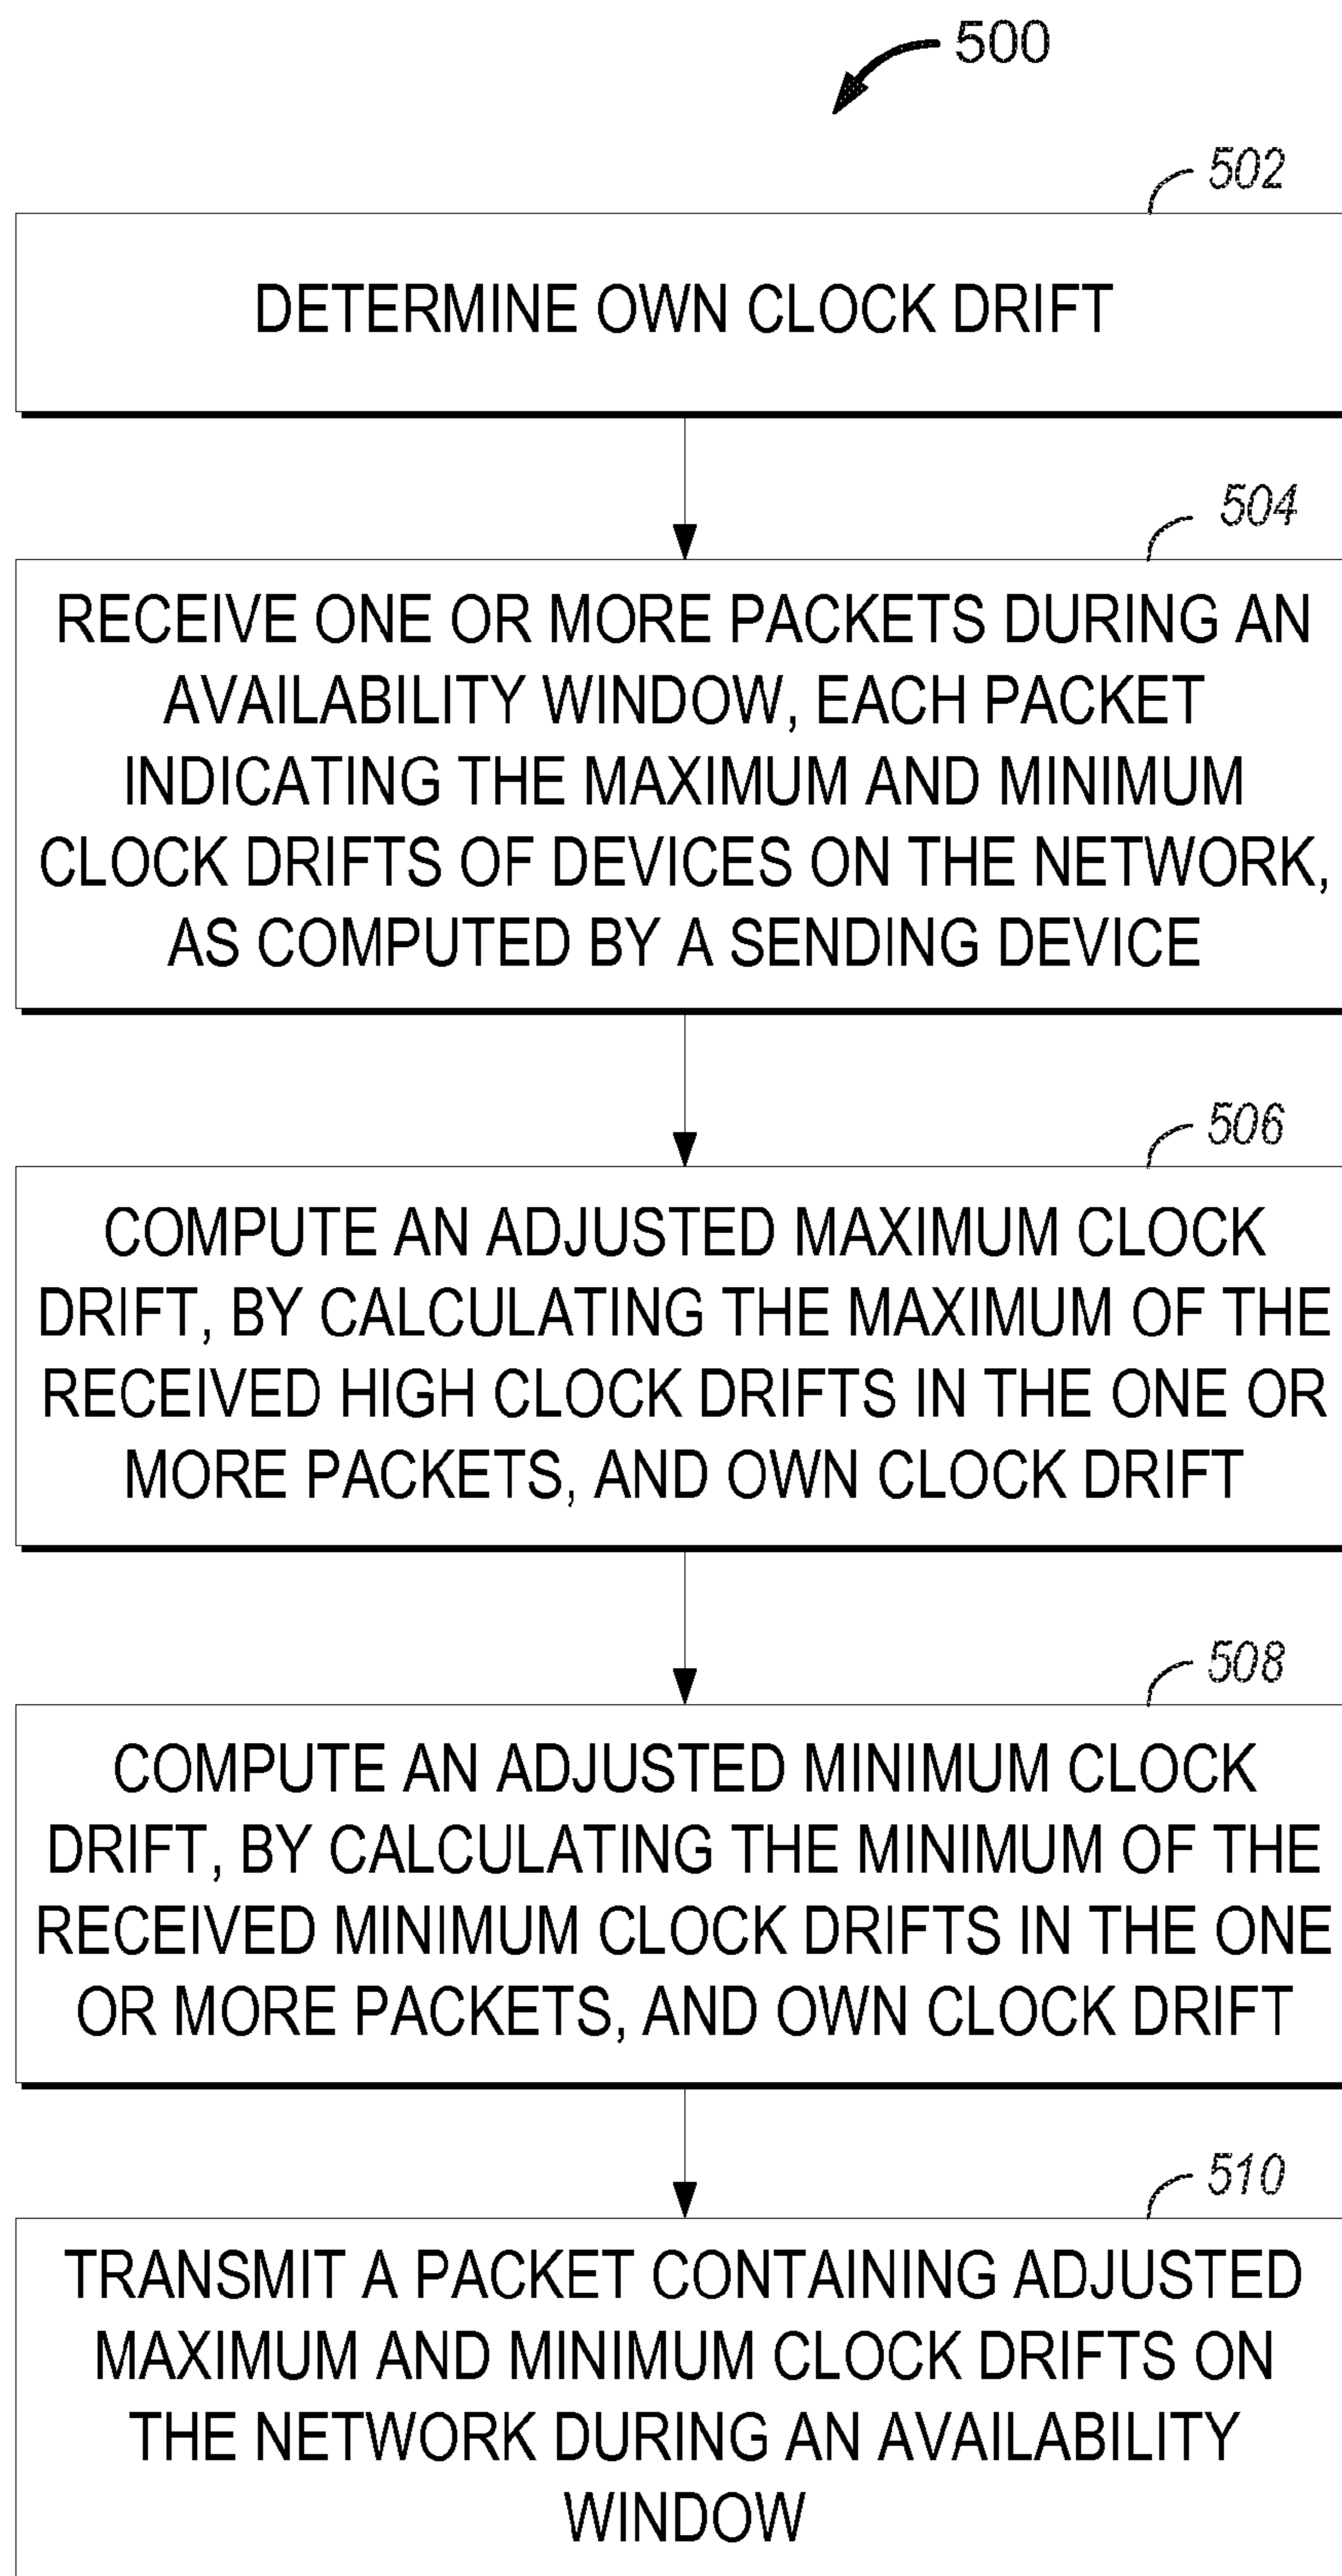 500
502
DETERMINE OWN CLOCK DRIFT
504
RECEIVE ONE OR MORE PACKETS DURING AN
AVAILABILITY WINDOW, EACH PACKET
INDICATING THE MAXIMUM AND MINIMUM
CLOCK DRIFTS OF DEVICES ON THE NETWORK,
AS COMPUTED BY A SENDING DEVICE
506
COMPUTE AN ADJUSTED MAXIMUM CLOCK
DRIFT, BY CALCULATING THE MAXIMUM OF THE
RECEIVED HIGH CLOCK DRIFTS IN THE ONE OR
MORE PACKETS, AND OWN CLOCK DRIFT
508
COMPUTE AN ADJUSTED MINIMUM CLOCK
DRIFT, BY CALCULATING THE MINIMUM OF THE
RECEIVED MINIMUM CLOCK DRIFTS IN THE ONE
OR MORE PACKETS, AND OWN CLOCK DRIFT
510
TRANSMIT A PACKET CONTAINING ADJUSTED
MAXIMUM AND MINIMUM CLOCK DRIFTS ON
THE NETWORK DURING AN AVAILABILITY
WINDOW